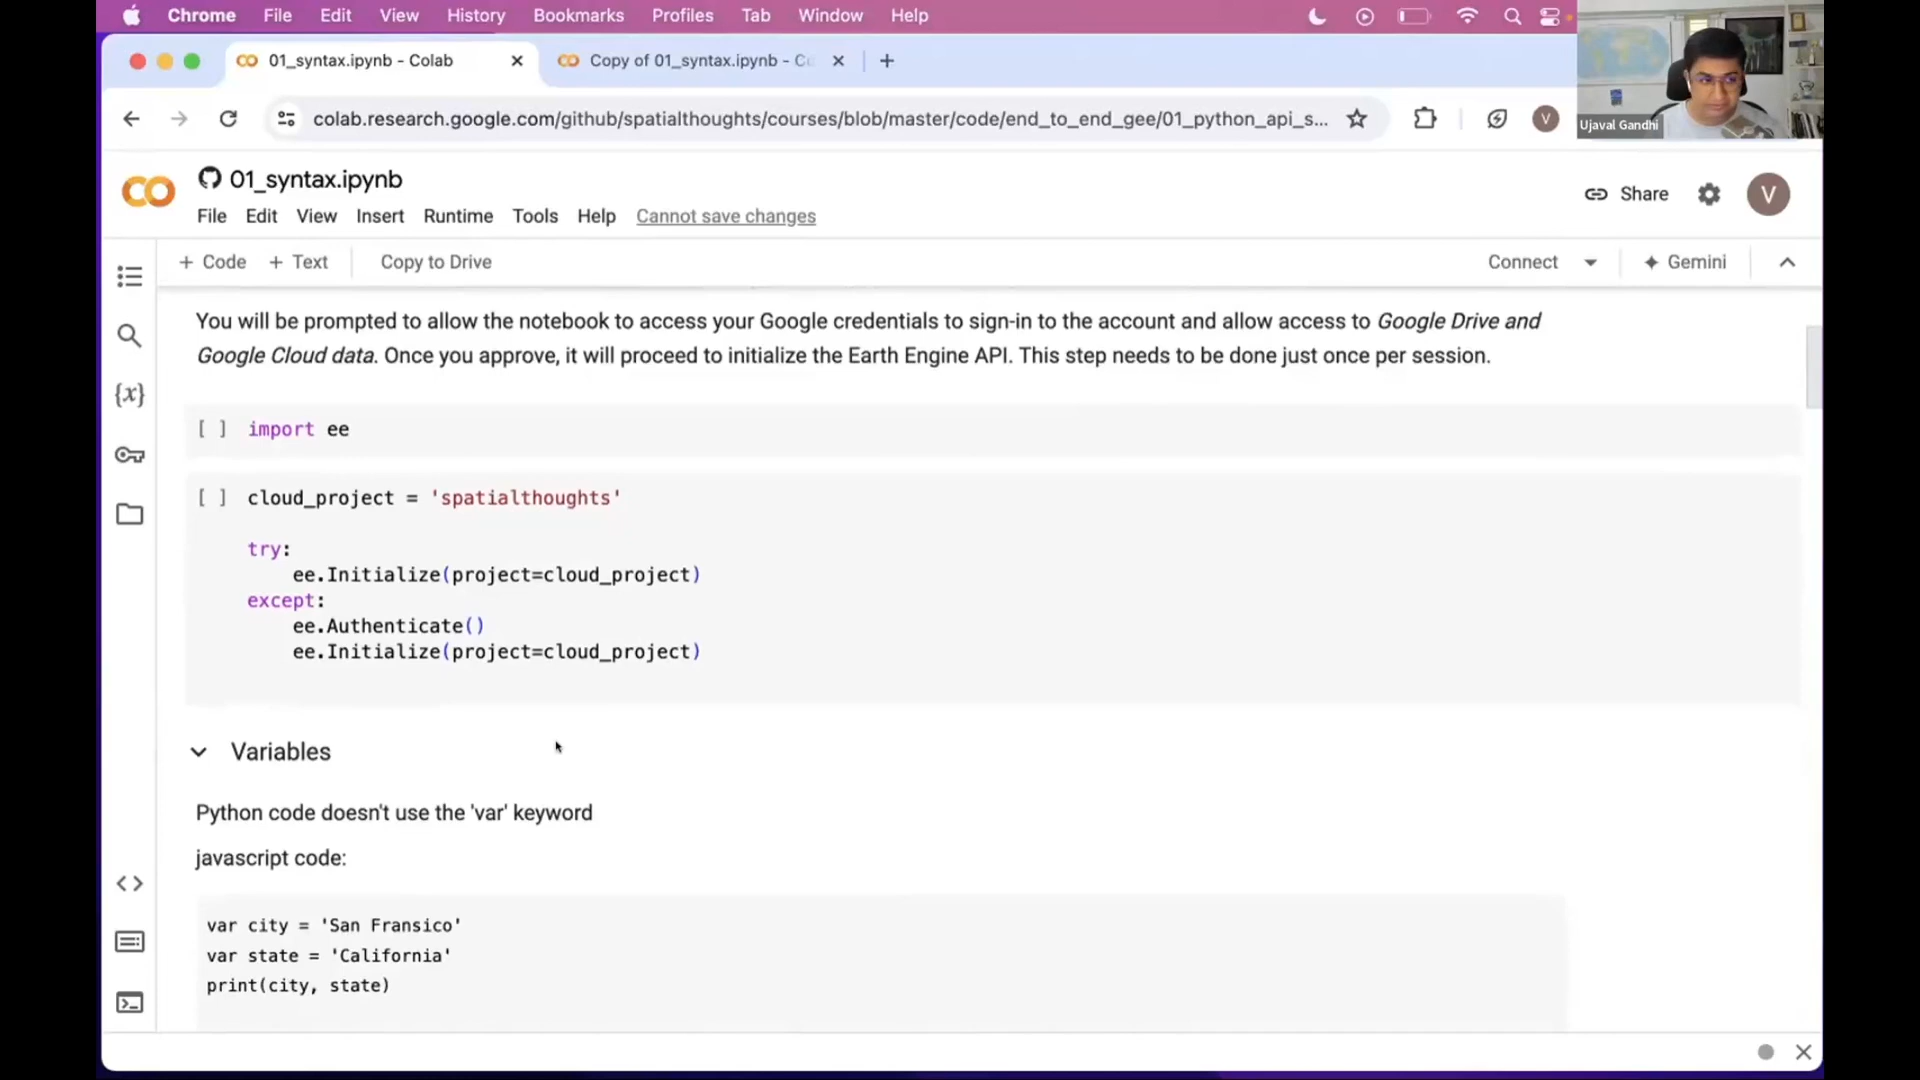 Chrome File Edit View History Bookmarks Profiles Tab Window Help
01_syntax.ipynb - Colab
Copy of 01_syntax.ipynb - Co
colab.research.google.com/github/spatialthoughts/courses/blob/master/code/end_to_end_gee/01_python_api_s...
V
Ujaval Gandhi
01_syntax.ipynb
Share
V
File Edit View Insert Runtime Tools Help Cannot save changes
+ Code + Text Copy to Drive Connect Gemini
You will be prompted to allow the notebook to access your Google credentials to sign-in to the account and allow access to Google Drive and
Google Cloud data. Once you approve, it will proceed to initialize the Earth Engine API. This step needs to be done just once per session.
{x}
[ ] import ee
[ ] cloud_project = 'spatialthoughts'
try:
ee.Initialize(project=cloud_project)
except:
ee.Authenticate()
ee.Initialize(project=cloud_project)
Variables
Python code doesn't use the 'var' keyword
javascript code:
var city = 'San Fransico'
var state = 'California'
print(city, state)